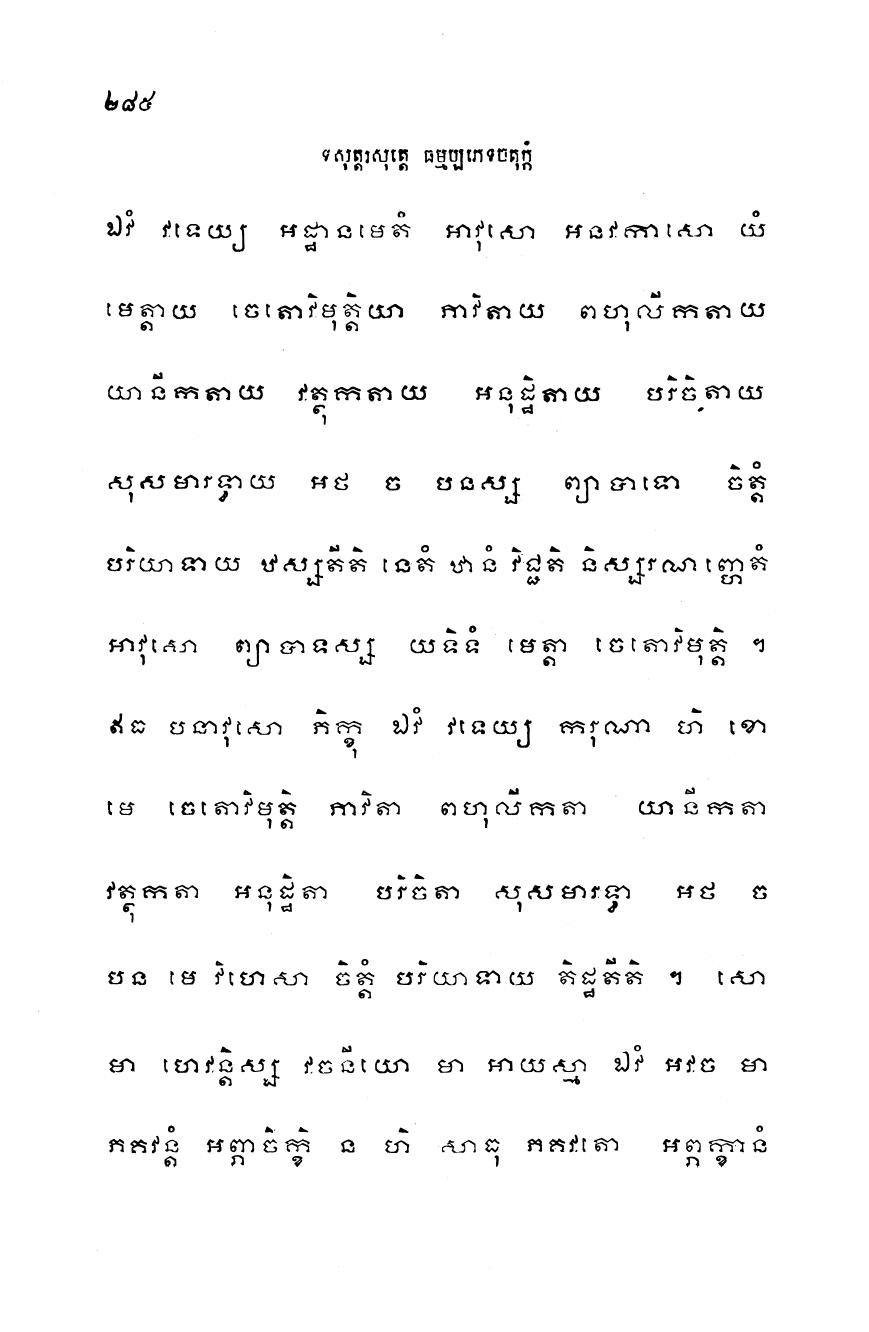 ២៨៥
ទសុត្តរសុត្តេ ធម្មប្បភេទចតុក្កំ
ឯវំ វទេយ្យ អដ្ឋានមេតំ អាវុសោ អនវកាសោ យំ
មេត្តាយ ចេតោវិមុត្តិយា ភាវិតាយ ពហុលីកតាយ
យានីកតាយ វត្ថុកតាយ អនុដ្ឋិតាយ បរិចិតាយ
សុសមារទ្ធាយ អថ ច បនស្ស ព្យាបាទោ ចិត្តំ
បរិយាទាយ ឋស្សតីតិ នេតំ ឋានំ វិជ្ជតិ និស្សរណញ្ហេតំ
អាវុសោ ព្យាបាទស្ស យទិទំ មេត្តា ចេតោវិមុត្តិ ៗ
ឥធ បនាវុសោ ភិក្ខុ ឯវំ វទេយ្យ ករុណា ហិ ខោ
មេ ចេតោវិមុត្តិ ភាវិតា ពហុលីកតា យានីកតា
វត្ថុកតា អនុដ្ឋិតា បរិចិតា សុសមារទ្ធា អថ ច
បន មេ វិហេសា ចិត្តំ បរិយាទាយ តិដ្ឋតីតិ ៗ សោ
មា ហេវន្តិស្ស វចនីយោ មា អាយស្មា ឯវំ អវច មា
ភគវន្តំ អព្ភាចិក្ខិ ន ហិ សាធុ ភគវតោ អព្ភក្ខានំ